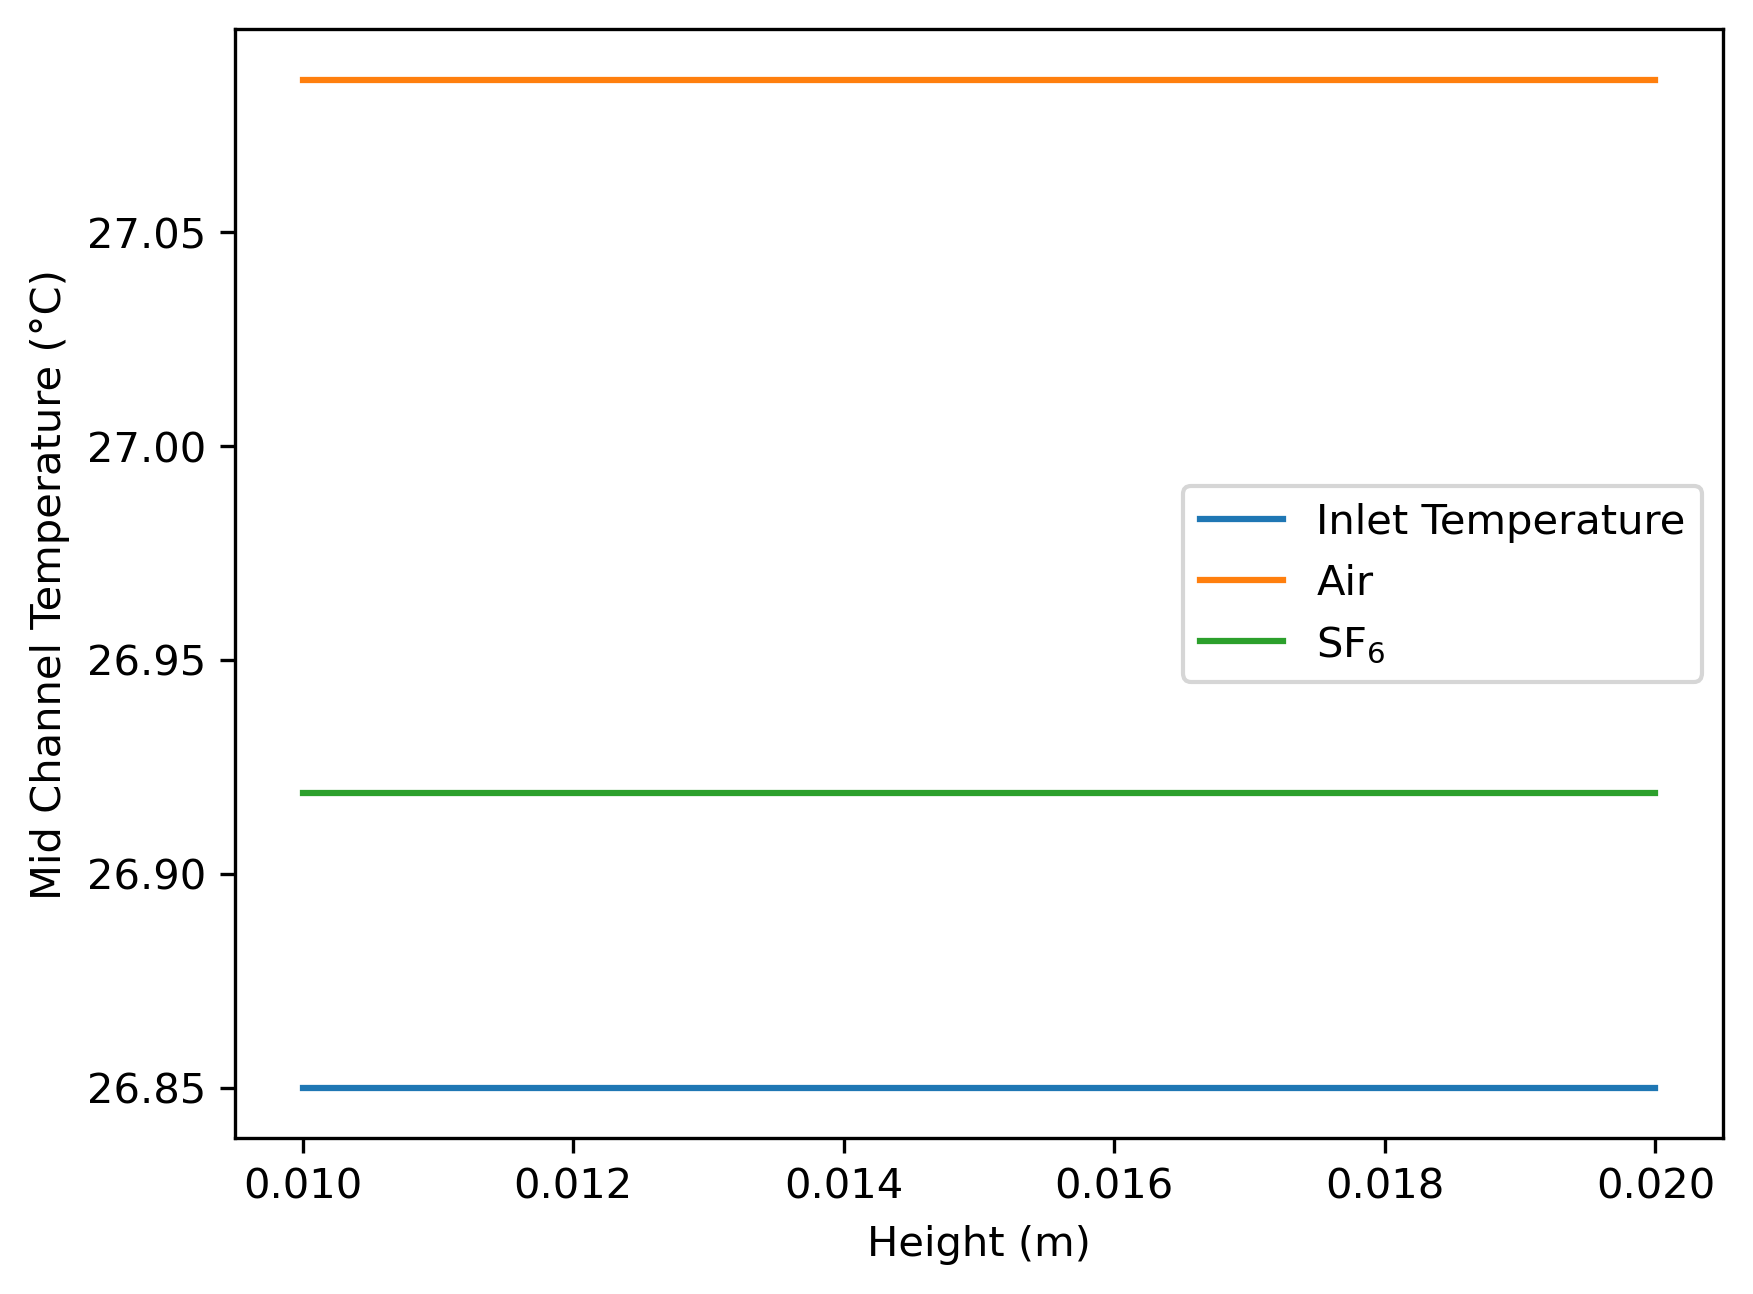 Mid Channel Temperature (°C)
27.05
27.00
26.95
26.90
26.85
Inlet Temperature
Air
SF₆
0.010 0.012 0.014 0.016 0.018 0.020
Height (m)